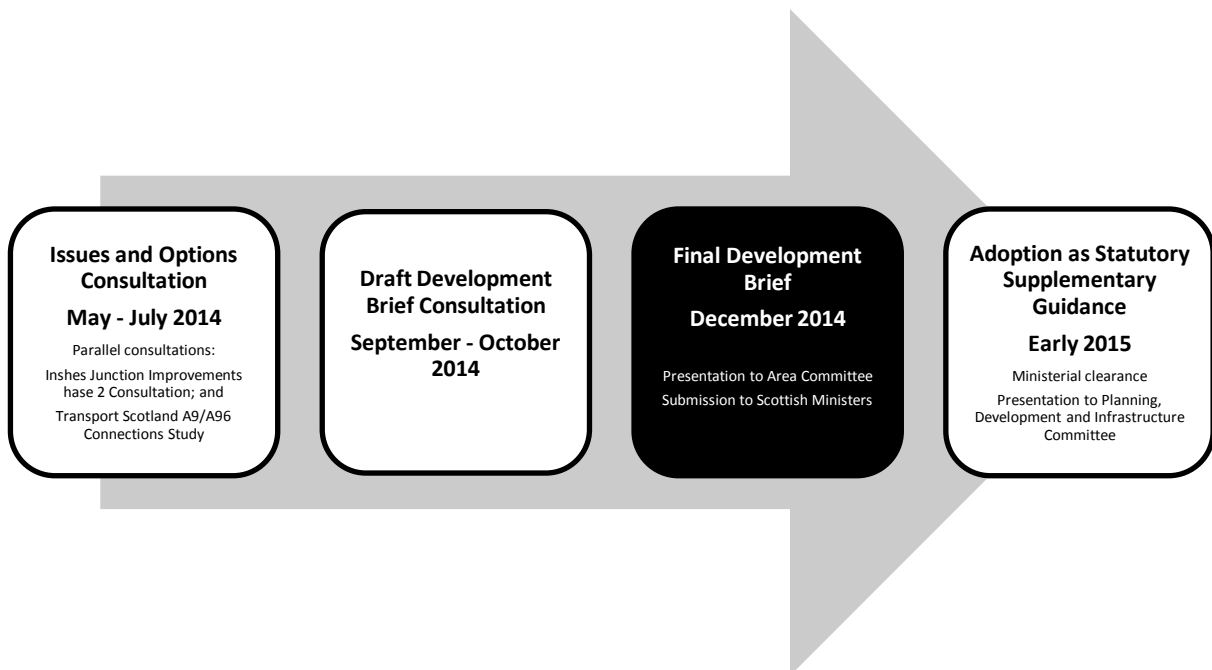 Issues and Options
Consultation
May - July 2014
Parallel consultations:
Inshes Junction Improvements
hase 2 Consultation; and
Transport Scotland A9/A96
Connections Study
Draft Development
Brief Consultation
September - October
2014
Final Development
Brief
December 2014
Presentation to Area Committee
Submission to Scottish Ministers
Adoption as Statutory
Supplementary
Guidance
Early 2015
Ministerial clearance
Presentation to Planning,
Development and Infrastructure
Committee